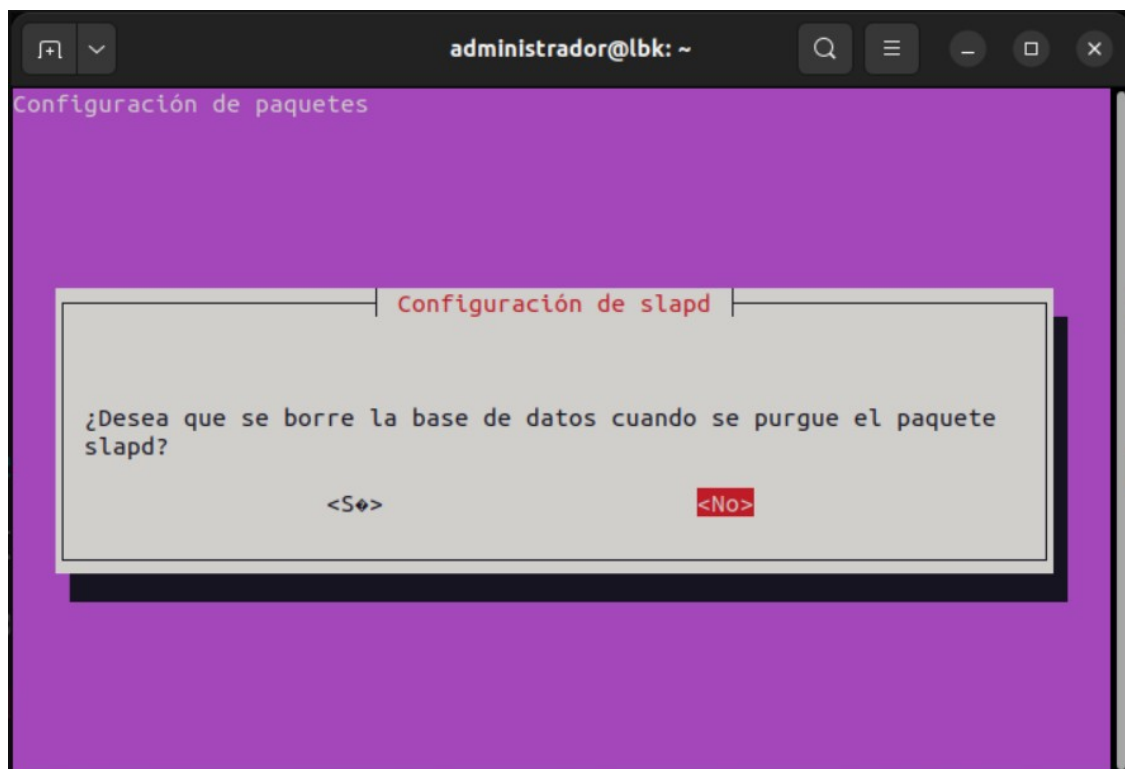 administrador@lbk: ~
Configuración de paquetes
Configuración de slapd
¿Desea que se borre la base de datos cuando se purgue el paquete
slapd?
<S�> <No>